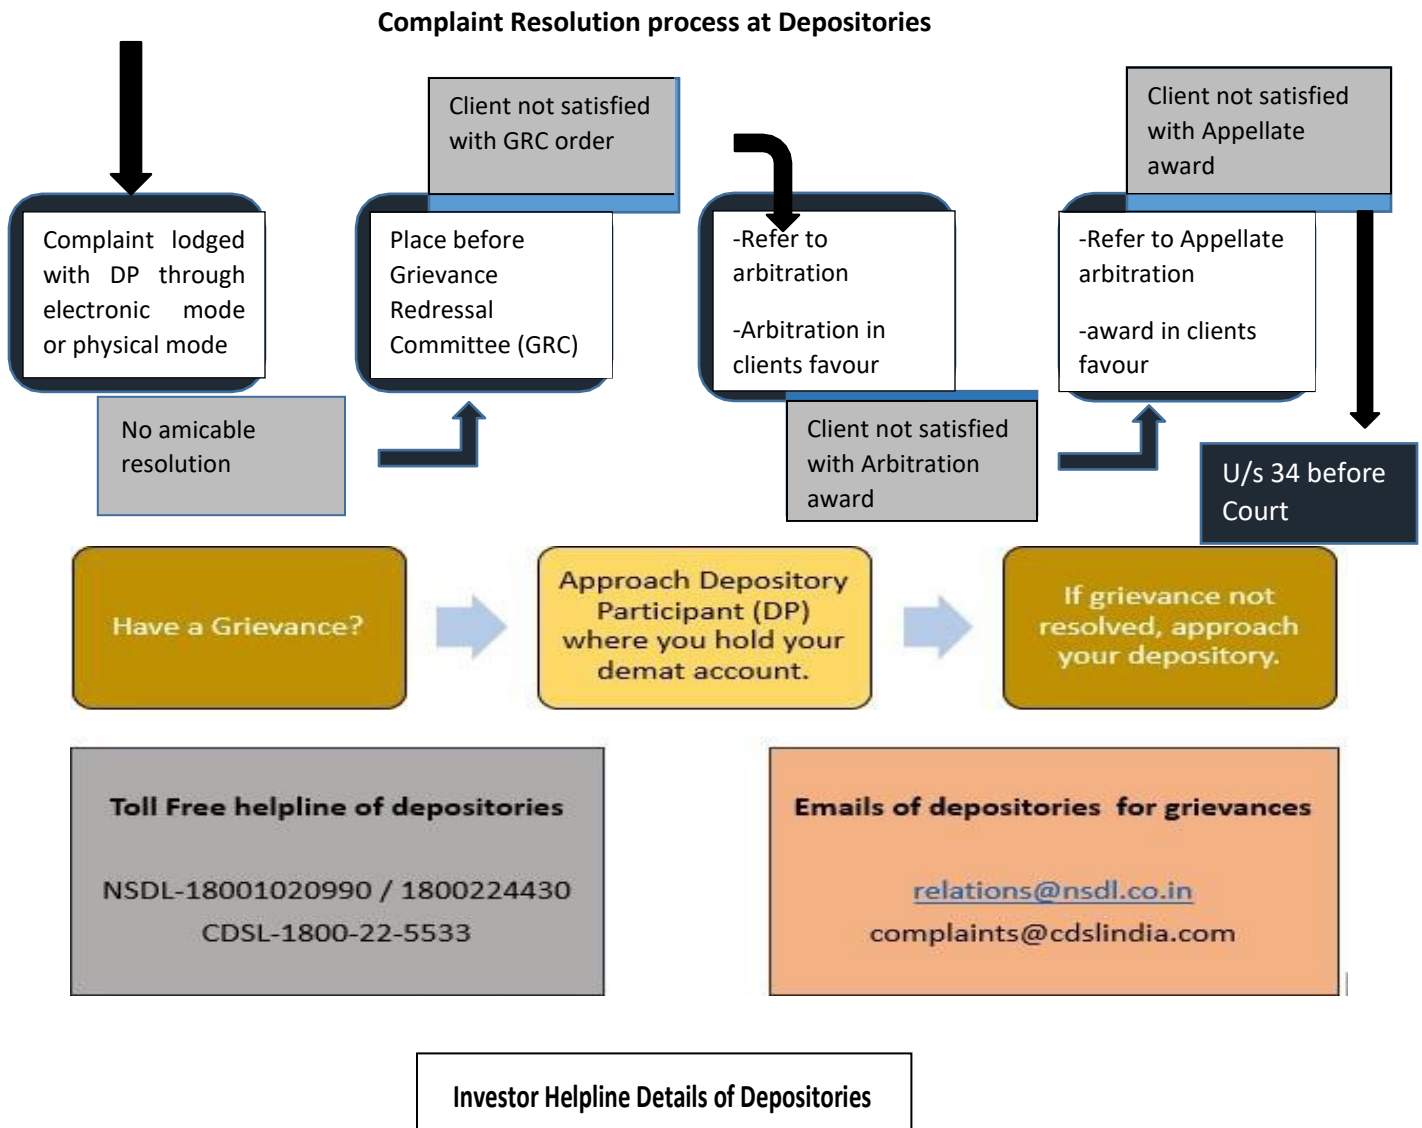 Complaint Resolution process at Depositories
Complaint lodged
with DP through
electronic mode
or physical mode
No amicable
resolution
Place before
Grievance
Redressal
Committee (GRC)
Client not satisfied
with GRC order
-Refer to
arbitration
-Arbitration in
clients favour
Client not satisfied
with Arbitration
award
-Refer to Appellate
arbitration
-award in clients
favour
Client not satisfied
with Appellate
award
U/s 34 before
Court
Have a Grievance?
Approach Depository
Participant (DP)
where you hold your
demat account.
If grievance not
resolved, approach
your depository.
Toll Free helpline of depositories
NSDL-18001020990 / 1800224430
CDSL-1800-22-5533
Emails of depositories for grievances
relations@nsdl.co.in
complaints@cdslindia.com
Investor Helpline Details of Depositories